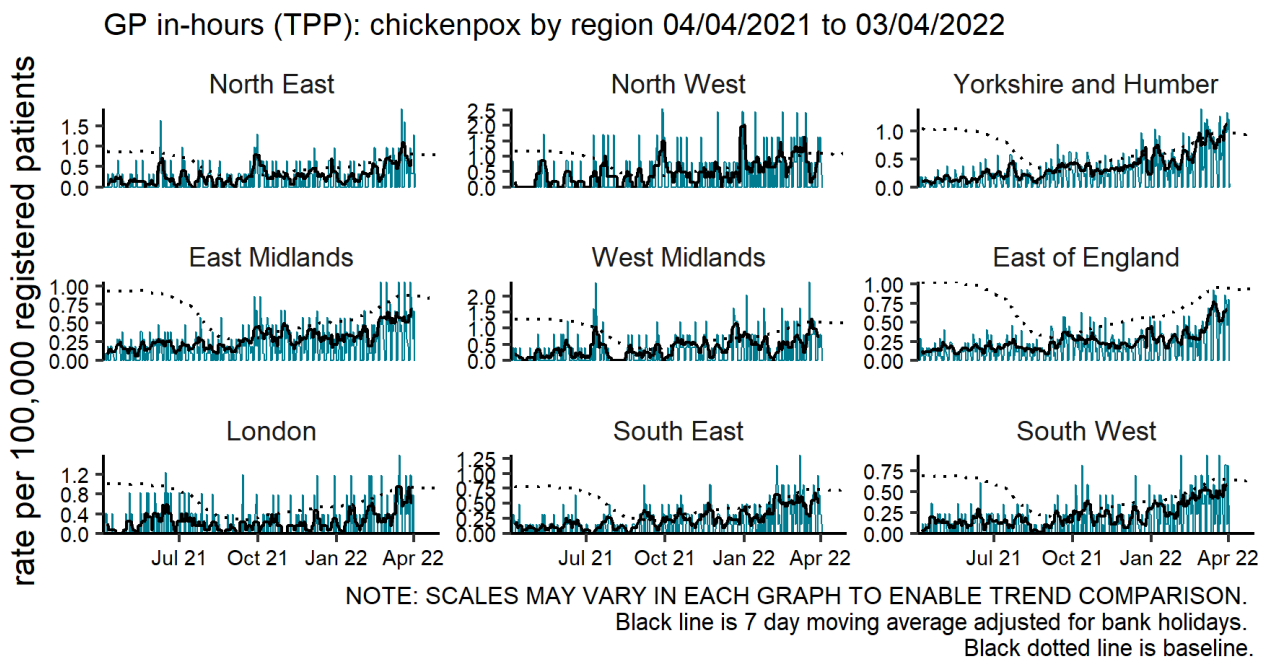 GP in-hours (TPP): chickenpox by region 04/04/2021 to 03/04/2022
rate per 100,000 registered patients
North East
1.5
1.0
0.5
0.0
North West
2.5
2.0
1.5
1.0
0.5
0.0
Yorkshire and Humber
1.0
0.5
0.0
East Midlands
1.00
0.75
0.50
0.25
0.00
West Midlands
2.0
1.5
1.0
0.5
0.0
East of England
1.00
0.75
0.50
0.25
0.00
London
1.2
0.8
0.4
0.0
Jul 21 Oct 21 Jan 22 Apr 22
South East
1.25
1.00
0.75
0.50
0.25
0.00
Jul 21 Oct 21 Jan 22 Apr 22
South West
0.75
0.50
0.25
0.00
Jul 21 Oct 21 Jan 22 Apr 22
NOTE: SCALES MAY VARY IN EACH GRAPH TO ENABLE TREND COMPARISON.
Black line is 7 day moving average adjusted for bank holidays.
Black dotted line is baseline.